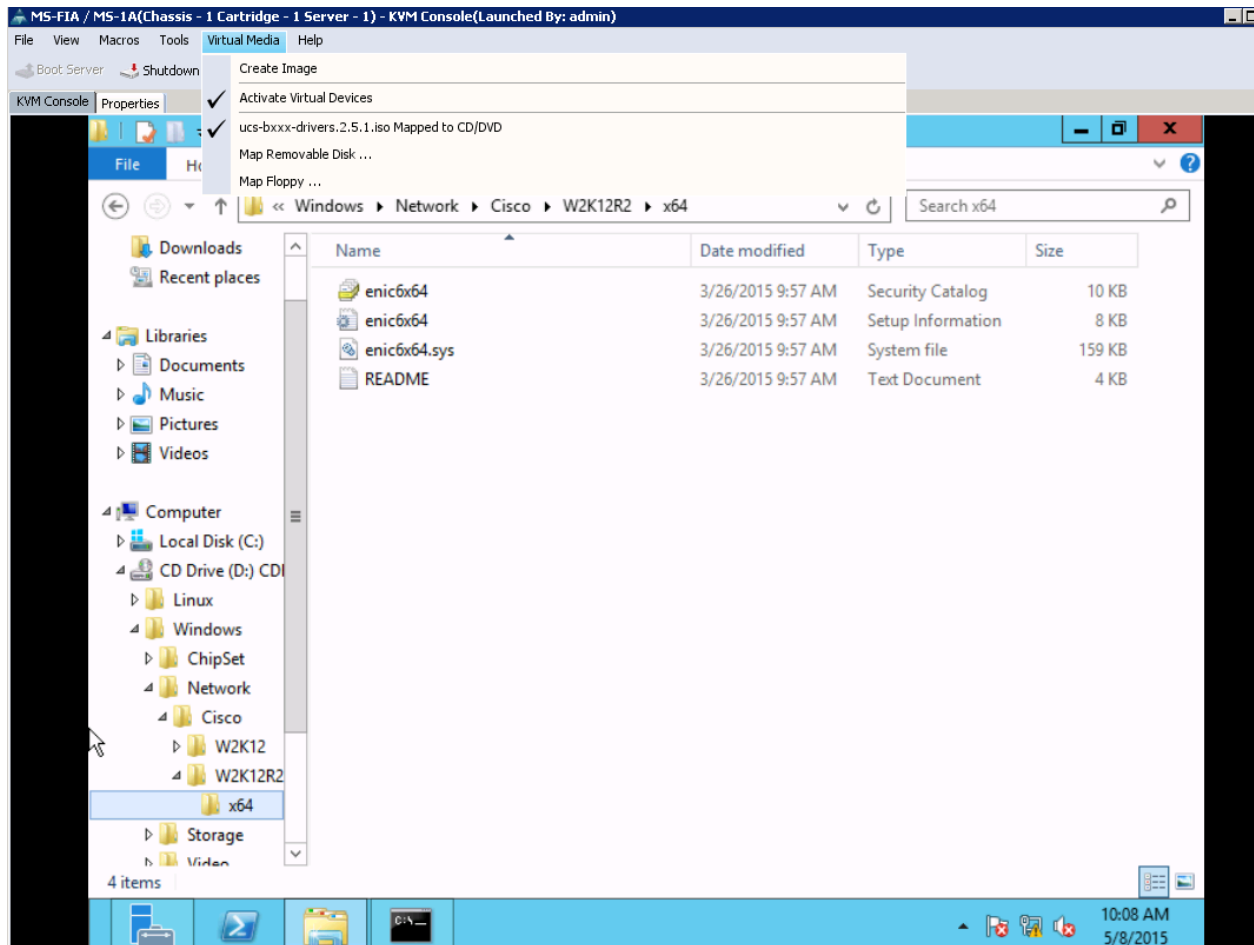 MS-FIA / MS-1A(Chassis - 1 Cartridge - 1 Server - 1) - KVM Console(Launched By: admin)
File View Macros Tools Virtual Media Help
Boot Server Shutdown
Create Image
KVM Console Properties
Activate Virtual Devices
ucs-bxxx-drivers.2.5.1.iso Mapped to CD/DVD
Map Removable Disk ...
Map Floppy ...
File Ho
« Windows Network Cisco W2K12R2 x64 Search x64
Name Date modified Type Size
enic6x64 3/26/2015 9:57 AM Security Catalog 10 KB
enic6x64 3/26/2015 9:57 AM Setup Information 8 KB
enic6x64.sys 3/26/2015 9:57 AM System file 159 KB
README 3/26/2015 9:57 AM Text Document 4 KB
Downloads
Recent places
Libraries
Documents
Music
Pictures
Videos
Computer
Local Disk (C:)
CD Drive (D:) CD
Linux
Windows
ChipSet
Network
Cisco
W2K12
W2K12R2
x64
Storage
Video
4 items
C:\_
10:08 AM
5/8/2015